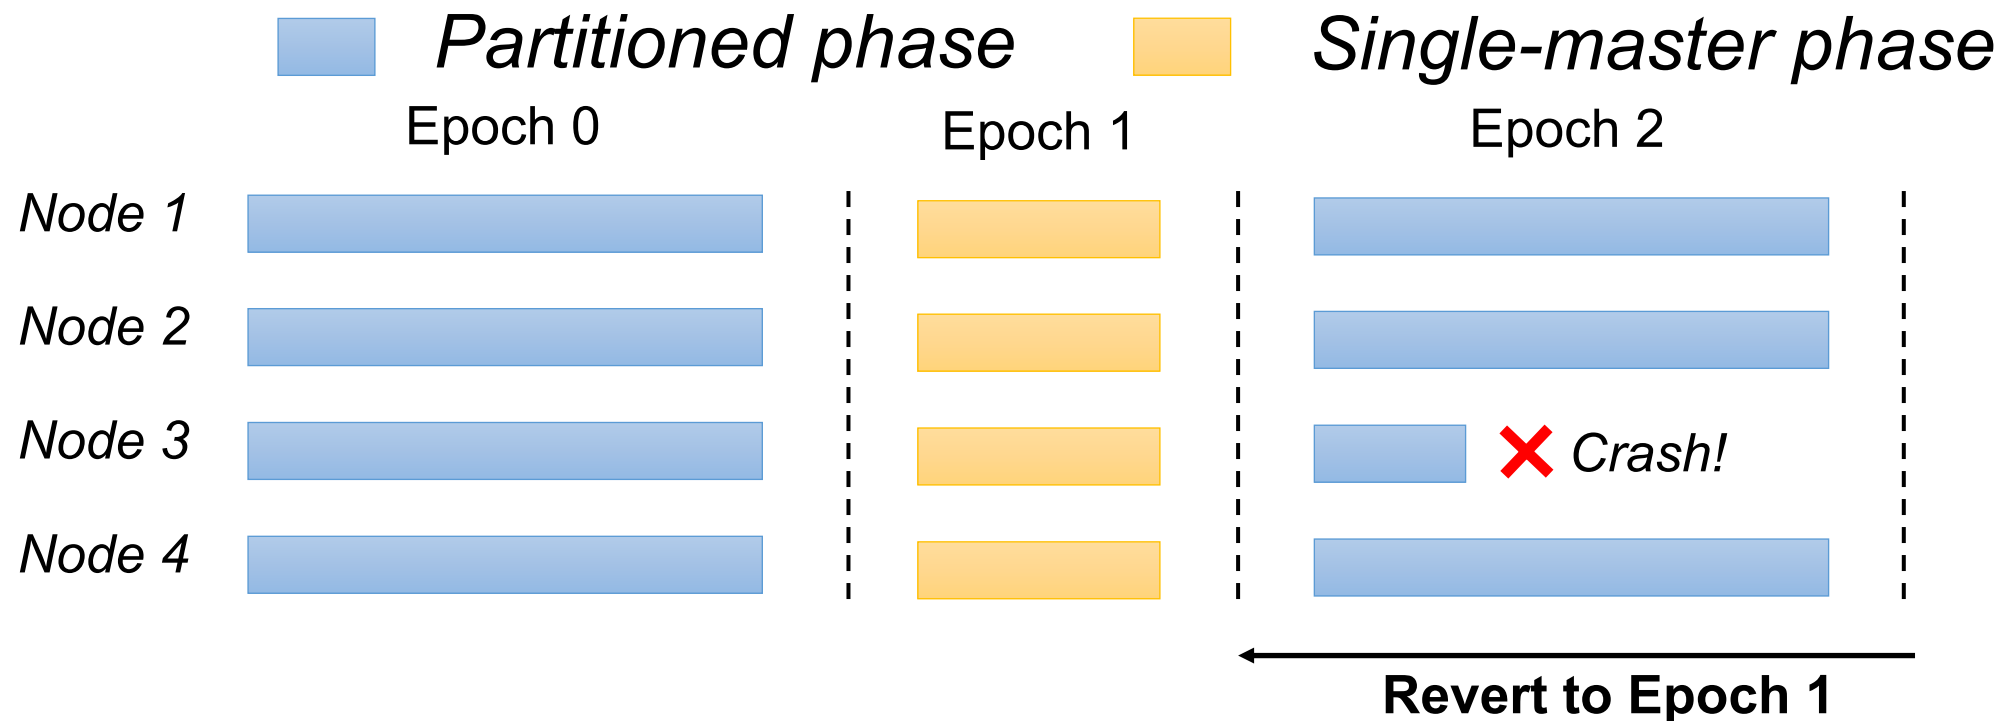 Partitioned phase
Single-master phase
Epoch 0
Epoch 1
Epoch 2
Node 1
Node 2
Node 3
Crash!
Node 4
Revert to Epoch 1